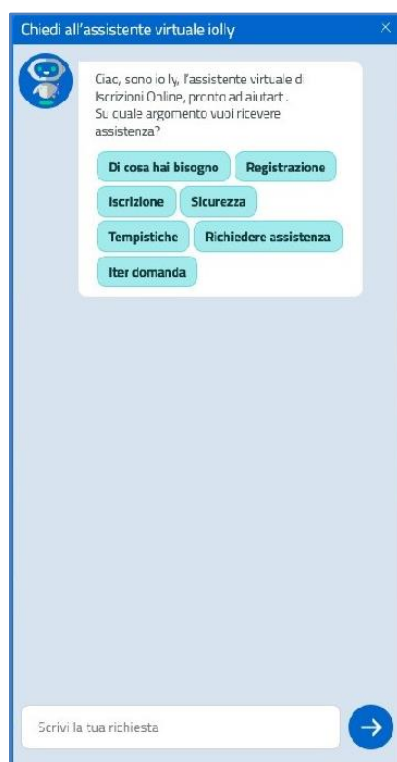 Chiedi all'assistente virtuale iolly
Ciao, sono iolly, l'assistente virtuale di
Iscrizioni Online, pronto ad aiutarti.
Su quale argomento vuoi ricevere
assistenza?
Di cosa hai bisogno Registrazione
Iscrizione Sicurezza
Tempistiche Richiedere assistenza
Iter domanda
Scrivi la tua richiesta